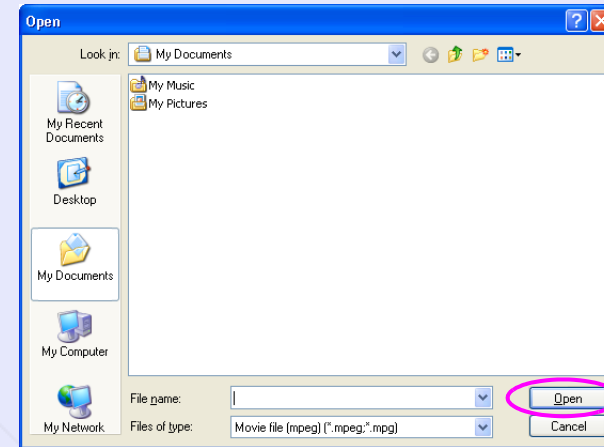 Open
Look in: My Documents
My Music
My Pictures
My Recent
Documents
Desktop
My Documents
My Computer
My Network
File name:
Open
Files of type: Movie file (mpeg) (*.mpeg;*.mpg)
Cancel